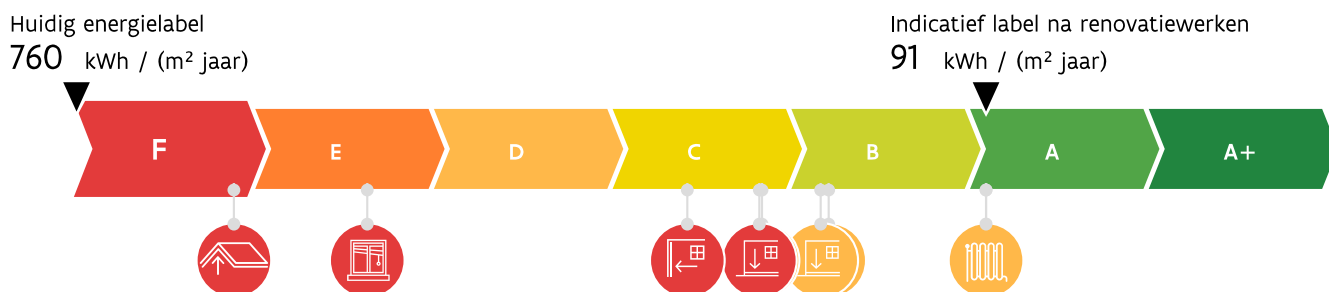 Huidig energielabel
760 kWh / (m² jaar)
Indicatief label na renovatiewerken
91 kWh / (m² jaar)
F E D C B A A+